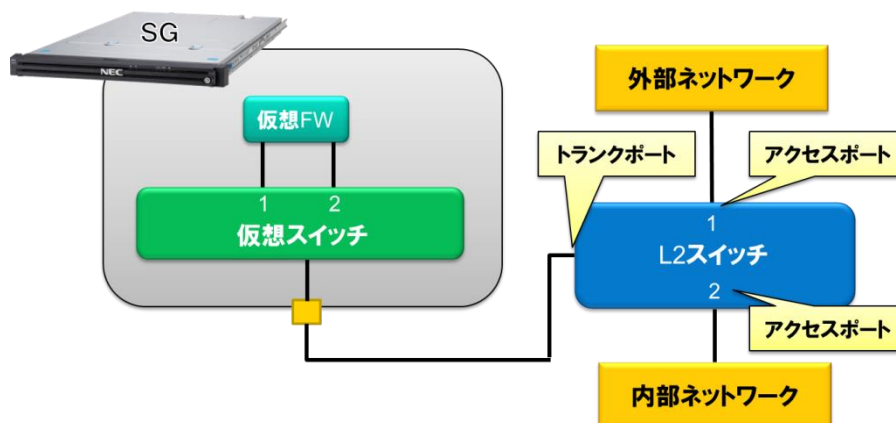 SG
NEC
仮想FW
1
2
仮想スイッチ
外部ネットワーク
トランクポート
アクセスポート
1
L2スイッチ
2
アクセスポート
内部ネットワーク